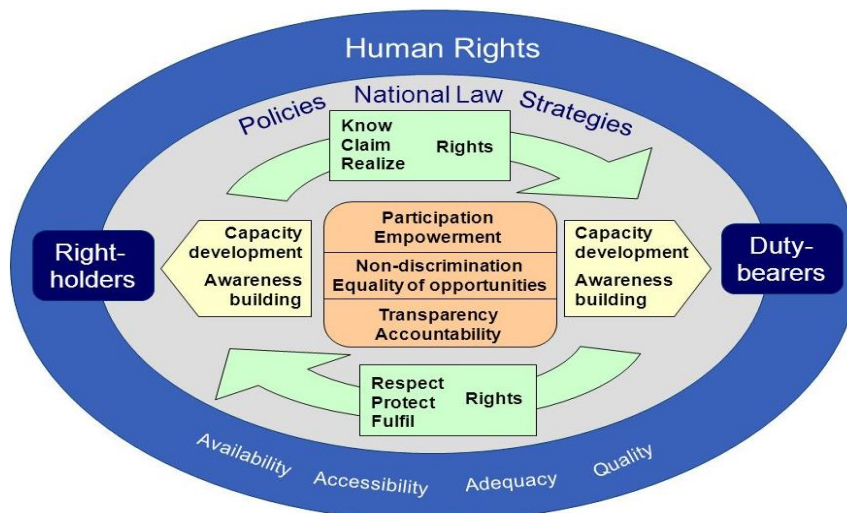 Human Rights
Policies National Law Strategies
Know
Claim
Realize
Rights
Right-
holders
Capacity
development
Awareness
building
Participation
Empowerment
Non-discrimination
Equality of opportunities
Transparency
Accountability
Capacity
development
Awareness
building
Duty-
bearers
Respect
Protect
Fulfil
Rights
Availability Accessibility Adequacy Quality